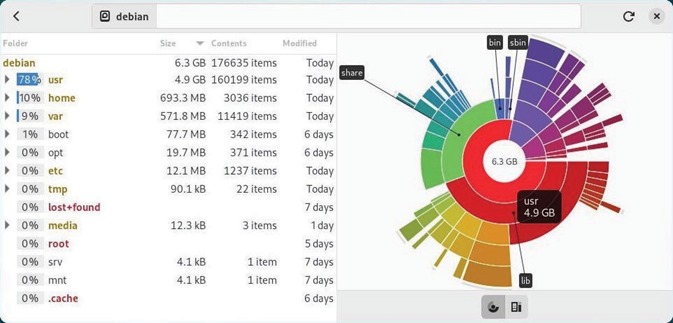 debian
Folder Size Contents Modified
debian 6.3 GB 176635 items Today
78% usr 4.9 GB 160199 items Today
10% home 693.3 MB 3036 items Today
9% var 571.8 MB 11419 items Today
1% boot 77.7 MB 342 items 6 days
0% opt 19.7 MB 371 items 6 days
0% etc 12.1 MB 1237 items Today
0% tmp 90.1 kB 22 items Today
0% lost+found 7 days
0% media 12.3 kB 3 items 1 day
0% root 5 days
0% srv 4.1 kB 1 item 7 days
0% mnt 4.1 kB 1 item 7 days
0% .cache 6 days
bin sbin
share
6.3 GB
usr
4.9 GB
lib